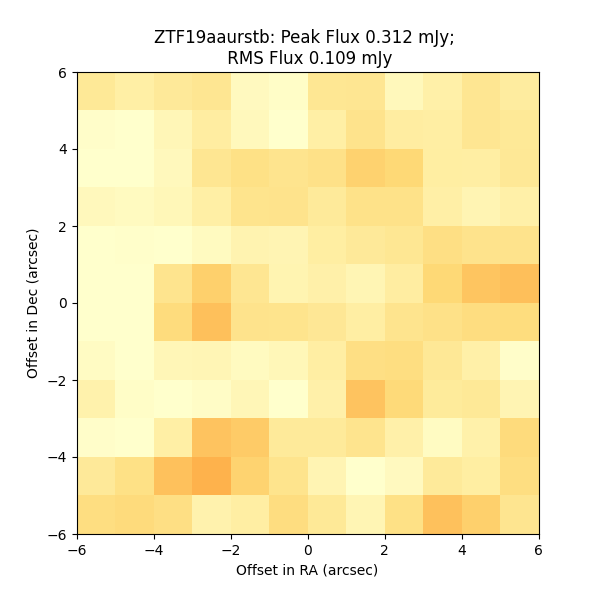 ZTF19aaurstb: Peak Flux 0.312 mJy;
RMS Flux 0.109 mJy
6
4
2
0
−2
−4
−6
Offset in Dec (arcsec)
−6 −4 −2 0 2 4 6
Offset in RA (arcsec)